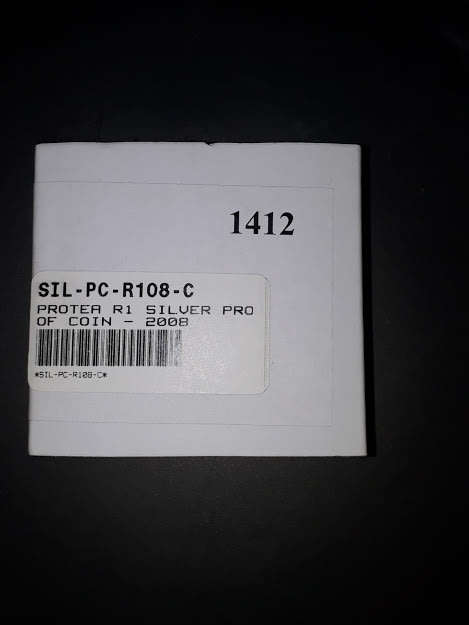 1412
SIL-PC-R108-C
PROTEA R1 SILVER PRO
OF COIN - 2008
*SIL-PC-R108-C*